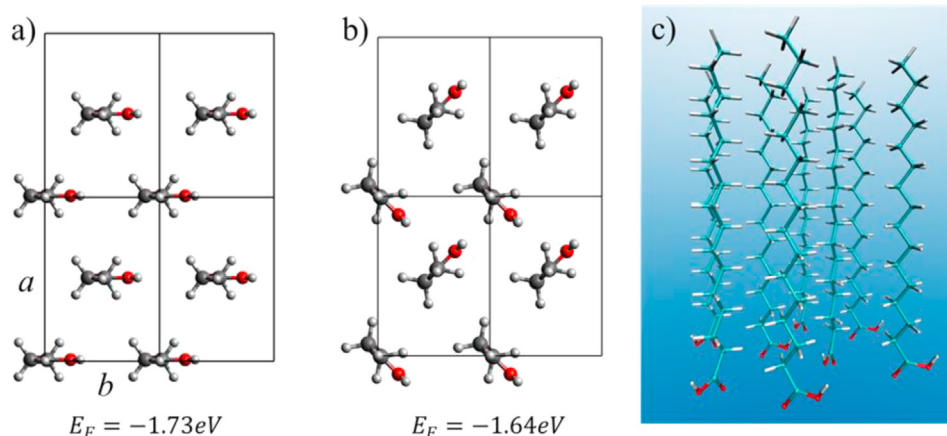 a)
b)
c)
a
b
E_F = −1.73eV
E_F = −1.64eV